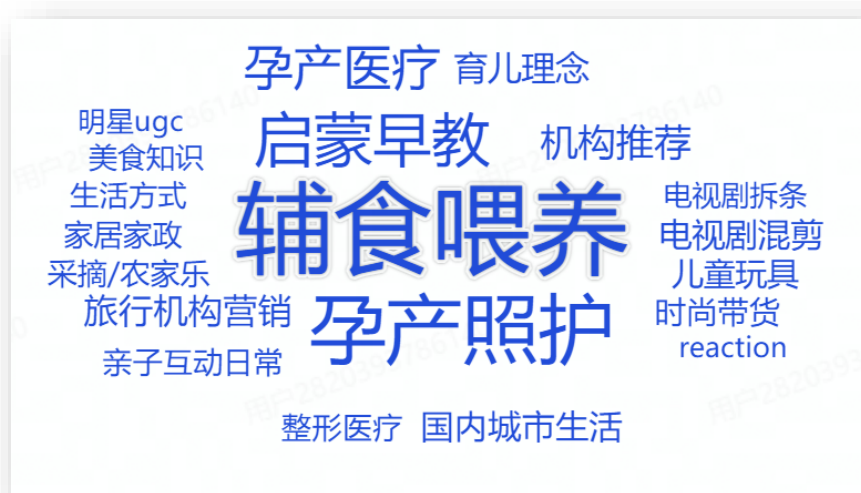 孕产医疗 育儿理念
明星ugc
启蒙早教 机构推荐
美食知识
生活方式 辅食喂养 电视剧拆条
家居家政 电视剧混剪
采摘/农家乐 儿童玩具
旅行机构营销 孕产照护 时尚带货
亲子互动日常 reaction
整形医疗 国内城市生活